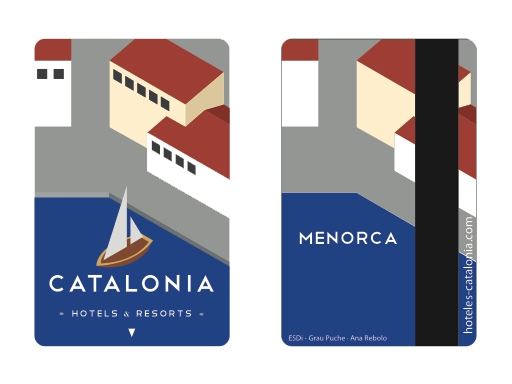 CATALONIA
- HOTELS & RESORTS -
MENORCA
ESDi - Grau Puche - Ana Rebolo
hoteles-catalonia.com